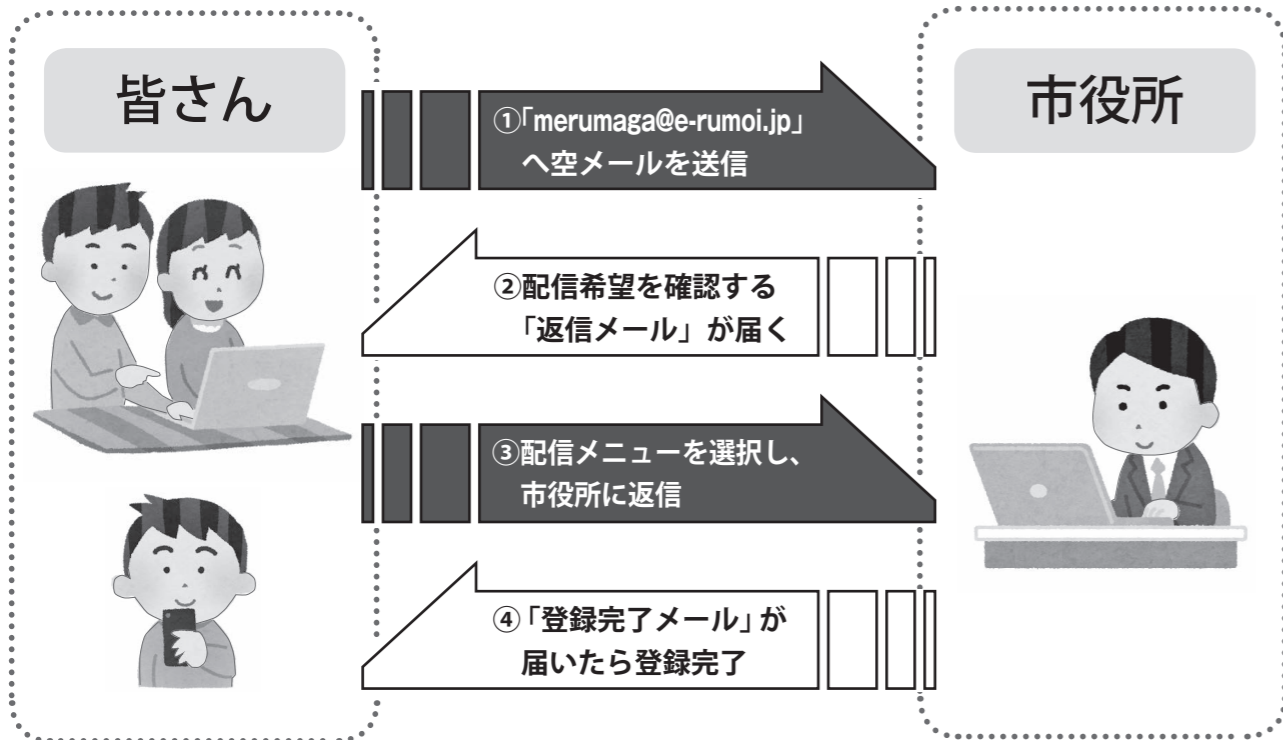 皆さん
市役所
①「merumaga@e-rumoi.jp」
へ空メールを送信
②配信希望を確認する
「返信メール」が届く
③配信メニューを選択し、
市役所に返信
④「登録完了メール」が
届いたら登録完了